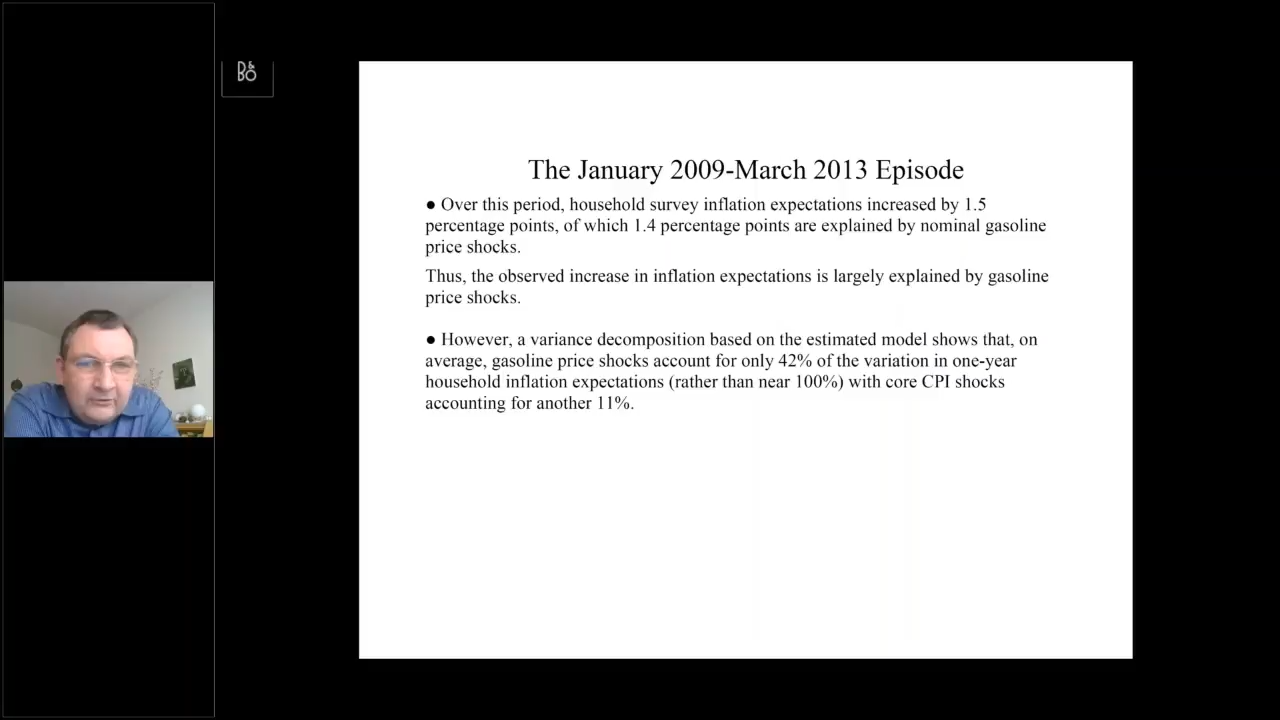 D&
BO
The January 2009-March 2013 Episode
● Over this period, household survey inflation expectations increased by 1.5
percentage points, of which 1.4 percentage points are explained by nominal gasoline
price shocks.
Thus, the observed increase in inflation expectations is largely explained by gasoline
price shocks.
● However, a variance decomposition based on the estimated model shows that, on
average, gasoline price shocks account for only 42% of the variation in one-year
household inflation expectations (rather than near 100%) with core CPI shocks
accounting for another 11%.